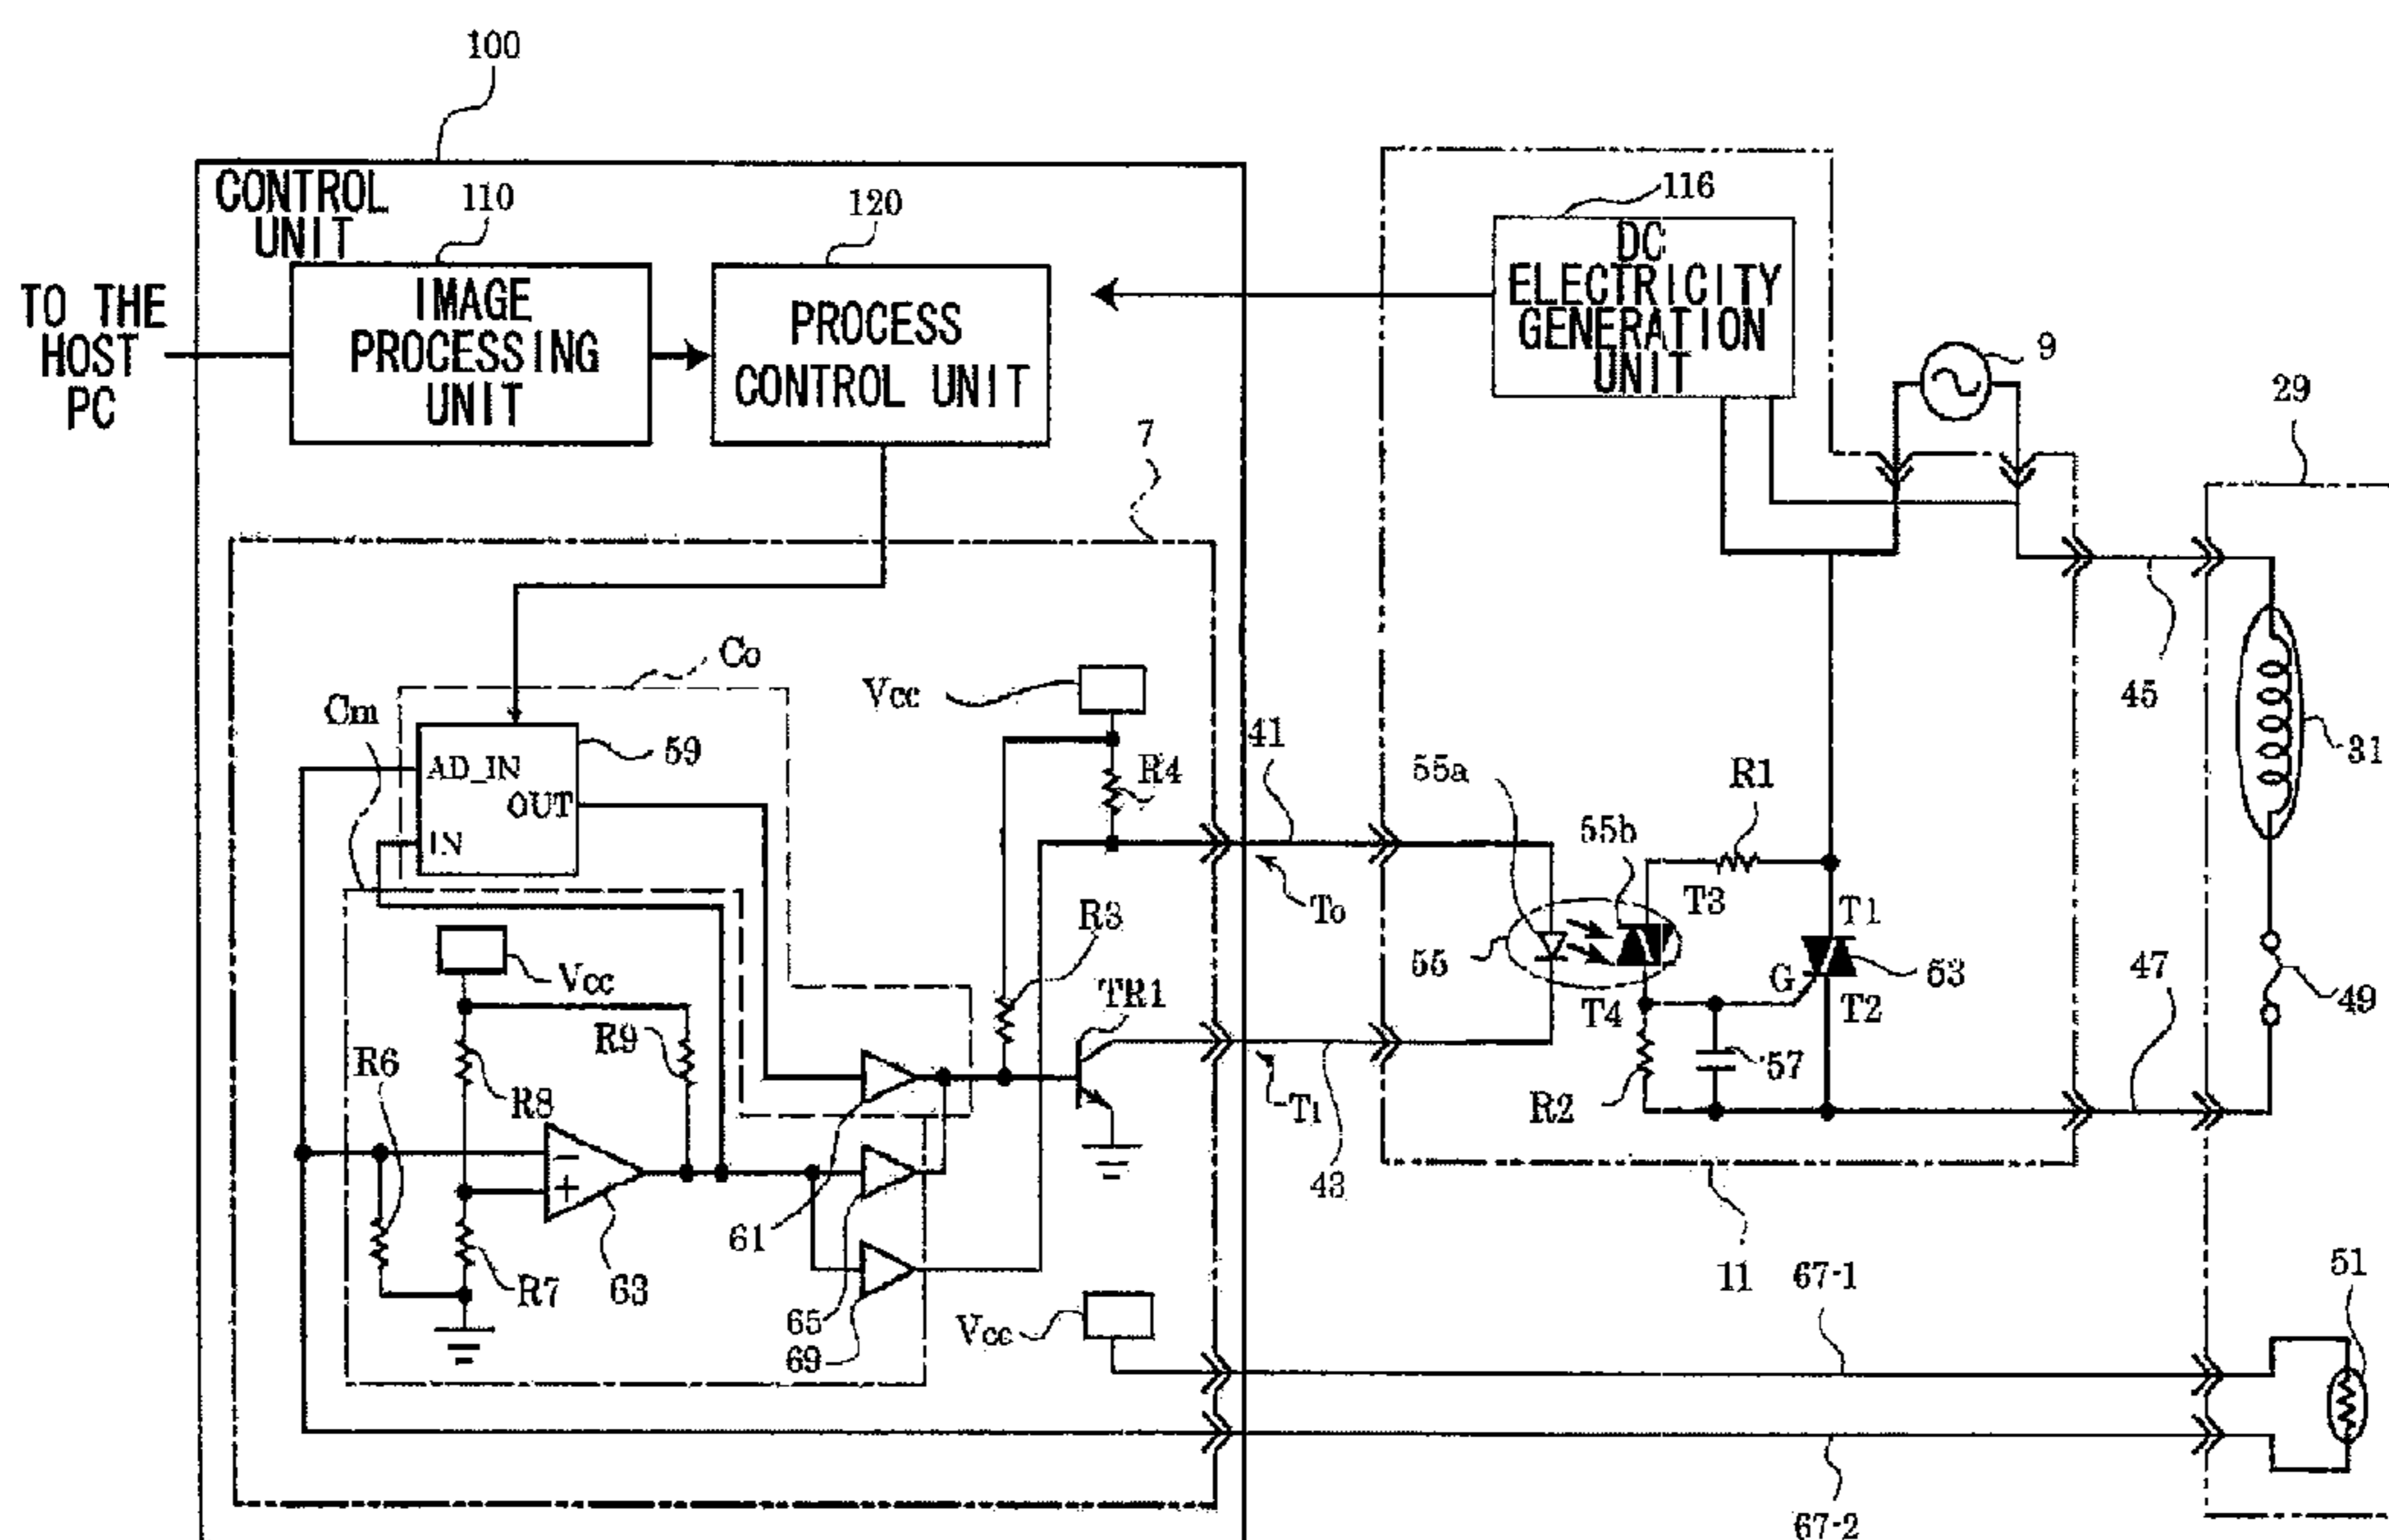 100
CONTROL
UNIT
110
120
116
TO THE
HOST
PC
IMAGE
PROCESSING
UNIT
PROCESS
CONTROL UNIT
DC
ELECTRICITY
GENERATION
UNIT
9
29
7
Co
Cm
Vcc
59
AD_IN
OUT
IN
R4
41
55a
R1
45
31
55b
To
T3
T1
R3
55
G
53
Vcc
TR1
T4
T2
47
49
R6
R9
R8
57
R2
T1
61
43
R7
63
65
69
11
67-1
51
Vcc
67-2